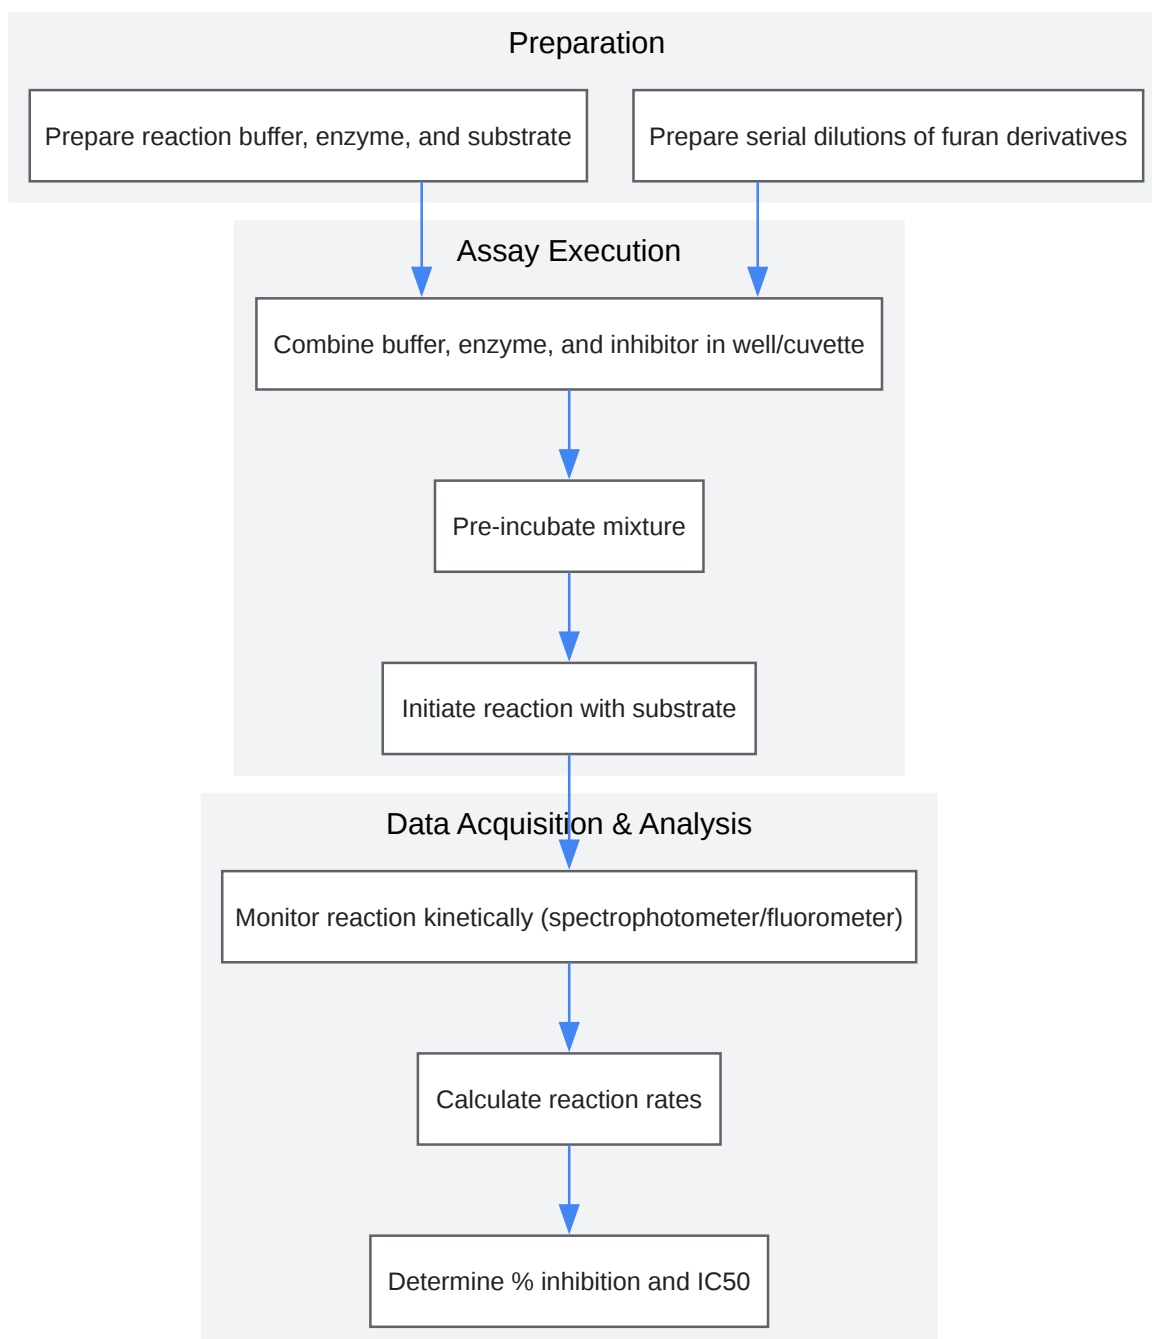 Preparation
Prepare reaction buffer, enzyme, and substrate
Prepare serial dilutions of furan derivatives
Assay Execution
Combine buffer, enzyme, and inhibitor in well/cuvette
Pre-incubate mixture
Initiate reaction with substrate
Data Acquisition & Analysis
Monitor reaction kinetically (spectrophotometer/fluorometer)
Calculate reaction rates
Determine % inhibition and IC50